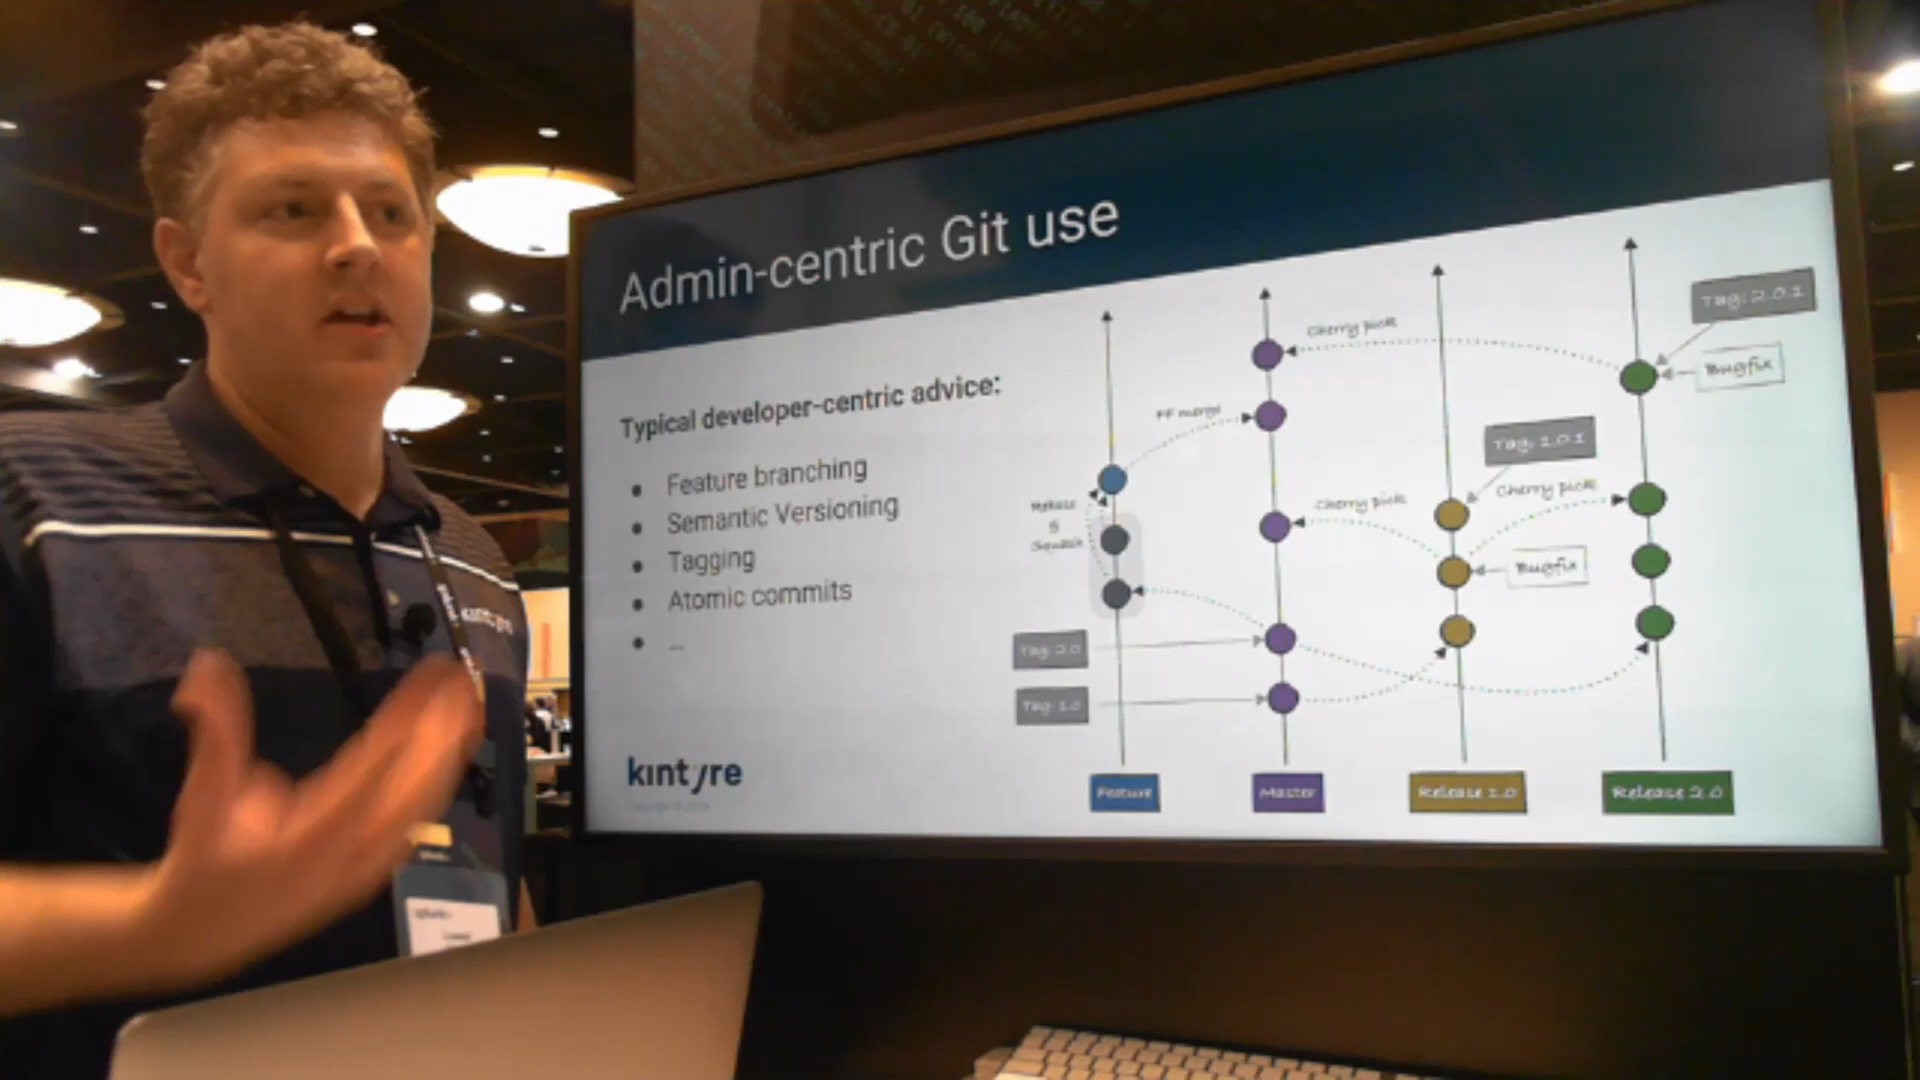 Admin-centric Git use
Typical developer-centric advice:
● Feature branching
● Semantic Versioning
● Tagging
● Atomic commits
● ...
kintyre
Cherry pick
Tag: 2.0.1
Bugfix
FF merge
Tag: 1.0.1
Cherry pick
Cherry pick
Rebase
&
Squash
Bugfix
Tag: 2.0
Tag: 1.0
Feature
Master
Release 1.0
Release 2.0
kintyre